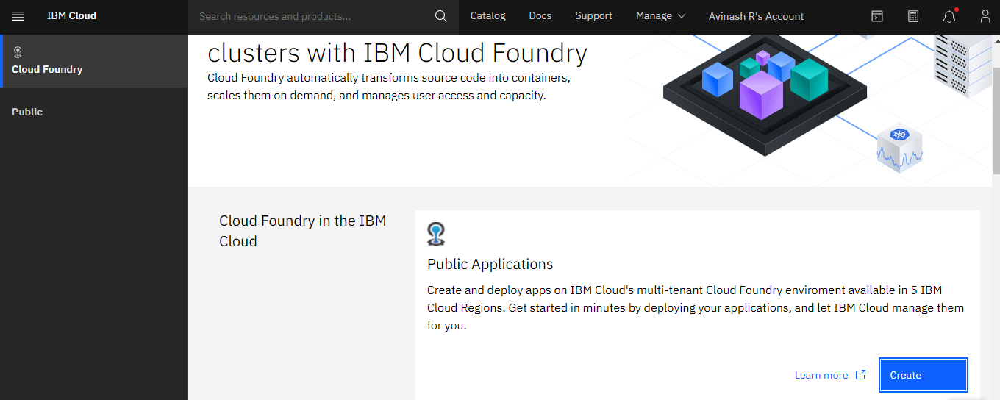 IBM Cloud
Search resources and products...
Catalog
Docs
Support
Manage
Avinash R's Account
Cloud Foundry
Public
clusters with IBM Cloud Foundry
Cloud Foundry automatically transforms source code into containers,
scales them on demand, and manages user access and capacity.
Cloud Foundry in the IBM
Cloud
Public Applications
Create and deploy apps on IBM Cloud's multi-tenant Cloud Foundry enviroment available in 5 IBM
Cloud Regions. Get started in minutes by deploying your applications, and let IBM Cloud manage them
for you.
Learn more
Create